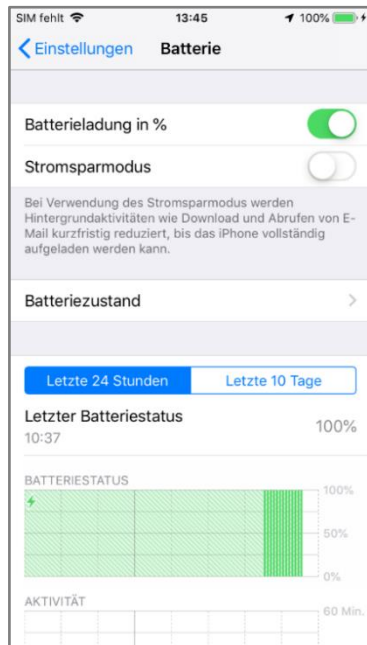 SIM fehlt 13:45 100%
Einstellungen Batterie
Batterieladung in %
Stromsparmodus
Bei Verwendung des Stromsparmodus werden
Hintergrundaktivitäten wie Download und Abrufen von E-
Mail kurzfristig reduziert, bis das iPhone vollständig
aufgeladen werden kann.
Batteriezustand
Letzte 24 Stunden Letzte 10 Tage
Letzter Batteriestatus 100%
10:37
BATTERIESTATUS
100%
50%
0%
AKTIVITÄT
60 Min.